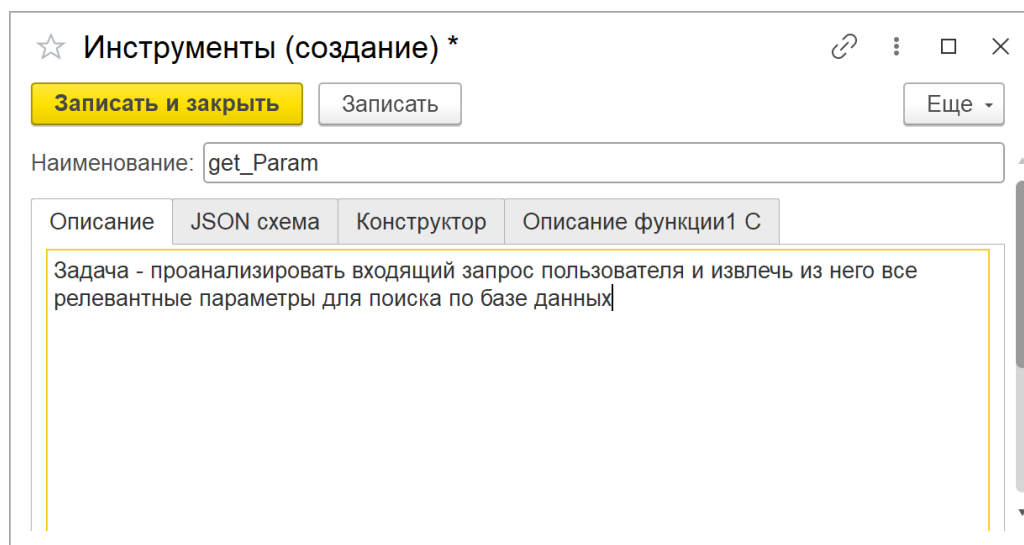 Инструменты (создание) *
Записать и закрыть
Записать
Еще
Наименование: get_Param
Описание
JSON схема
Конструктор
Описание функции1 С
Задача - проанализировать входящий запрос пользователя и извлечь из него все
релевантные параметры для поиска по базе данных